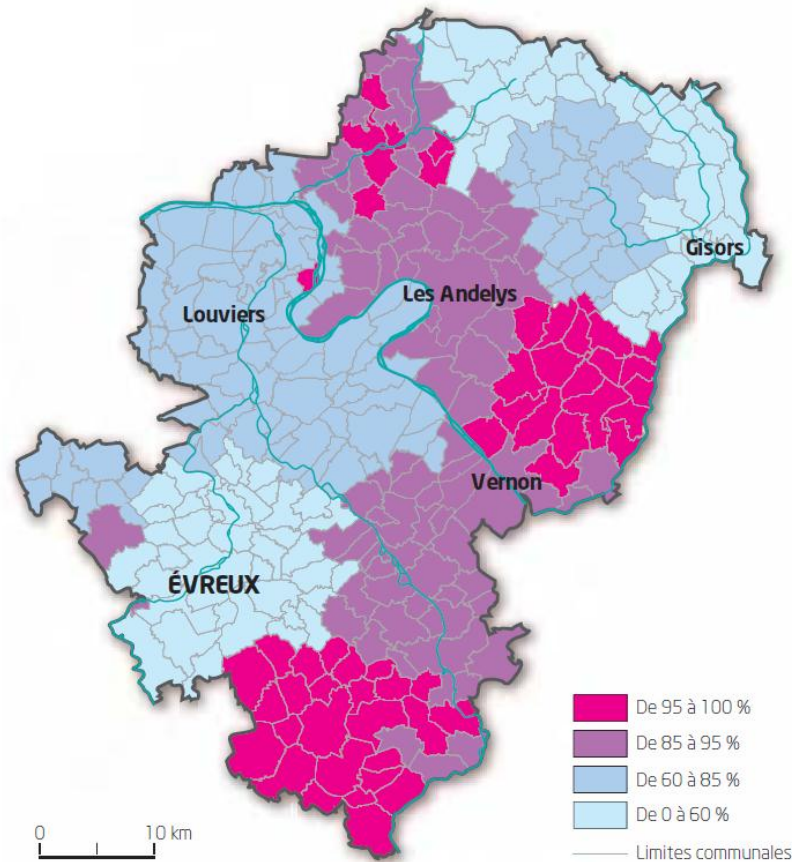 Gisors
Les Andelys
Louviers
Vernon
ÉVREUX
De 95 à 100 %
De 85 à 95 %
De 60 à 85 %
De 0 à 60 %
Limites communales
0 10 km